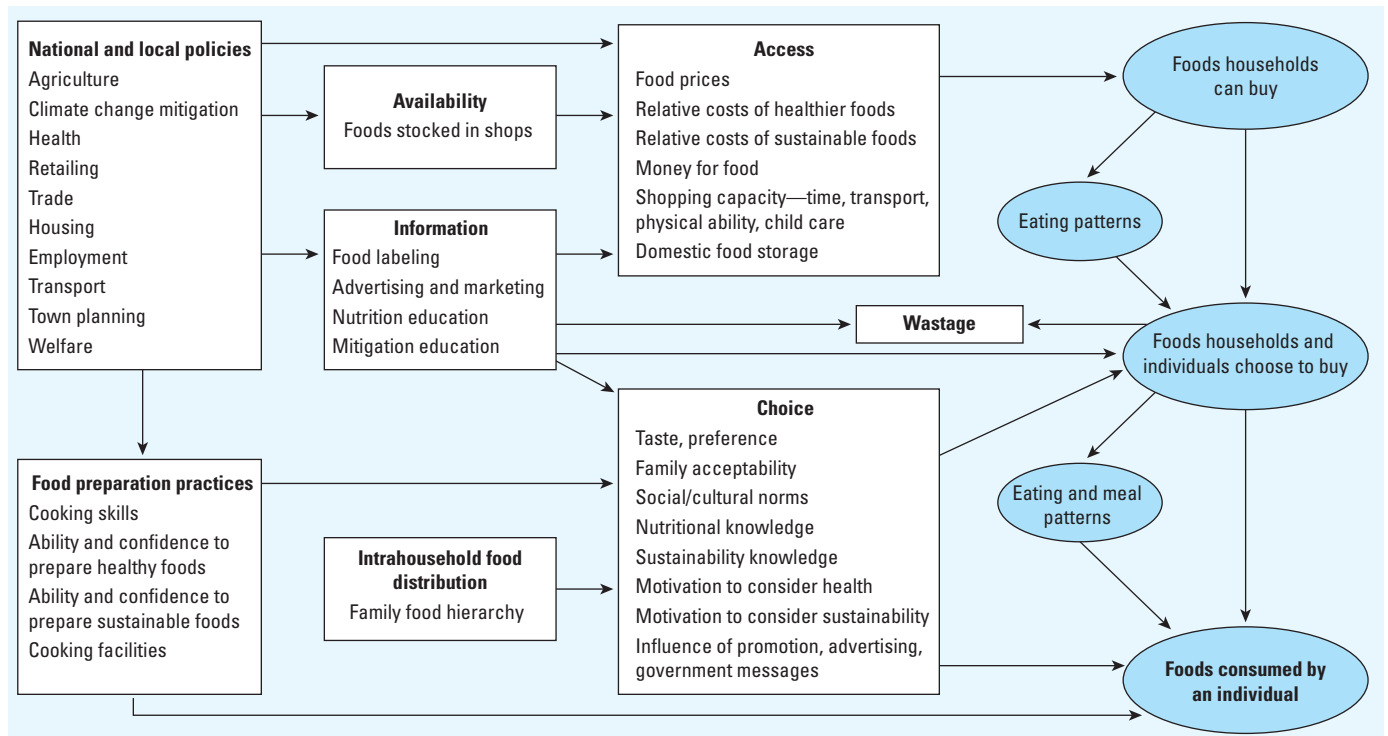 National and local policies
Agriculture
Climate change mitigation
Health
Retailing
Trade
Housing
Employment
Transport
Town planning
Welfare
Availability
Foods stocked in shops
Information
Food labeling
Advertising and marketing
Nutrition education
Mitigation education
Access
Food prices
Relative costs of healthier foods
Relative costs of sustainable foods
Money for food
Shopping capacity—time, transport,
physical ability, child care
Domestic food storage
Foods households
can buy
Eating patterns
Wastage
Foods households and
individuals choose to buy
Food preparation practices
Cooking skills
Ability and confidence to
prepare healthy foods
Ability and confidence to
prepare sustainable foods
Cooking facilities
Intrahousehold food
distribution
Family food hierarchy
Choice
Taste, preference
Family acceptability
Social/cultural norms
Nutritional knowledge
Sustainability knowledge
Motivation to consider health
Motivation to consider sustainability
Influence of promotion, advertising,
government messages
Eating and meal
patterns
Foods consumed by
an individual